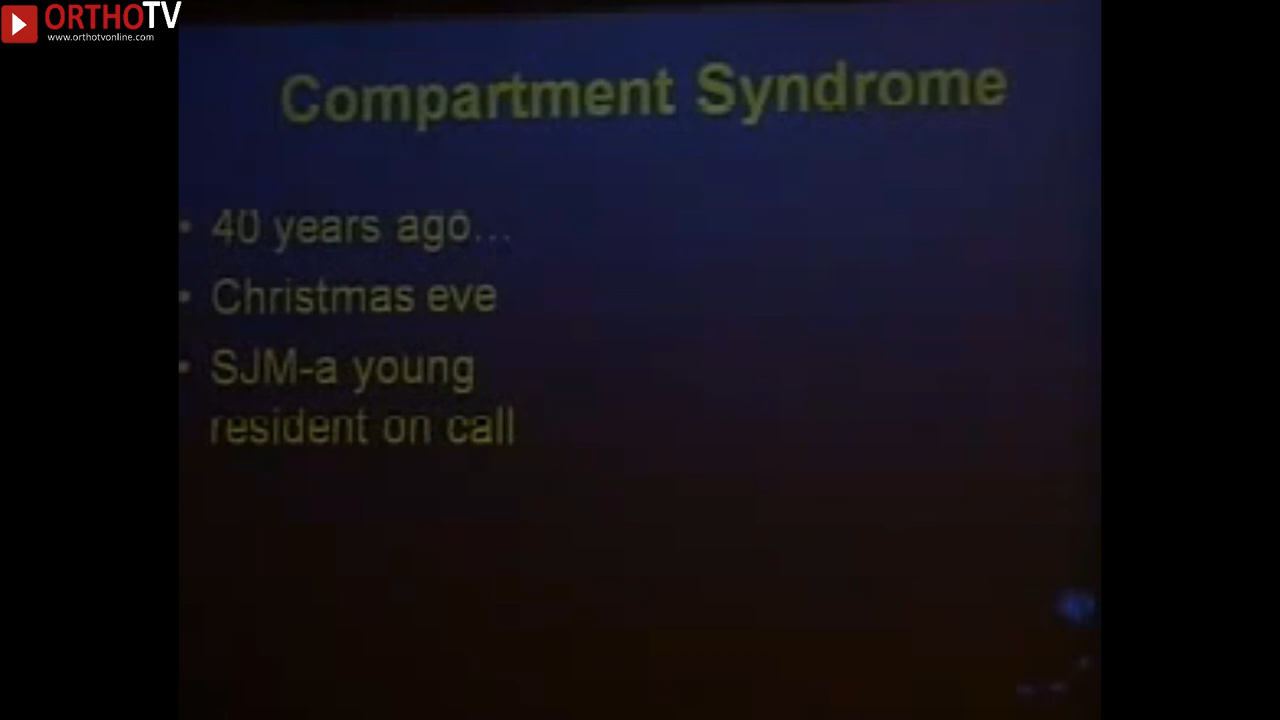 ORTHOTV
www.orthotvonline.com
Compartment Syndrome
• 40 years ago...
• Christmas eve
• SJM-a young
resident on call